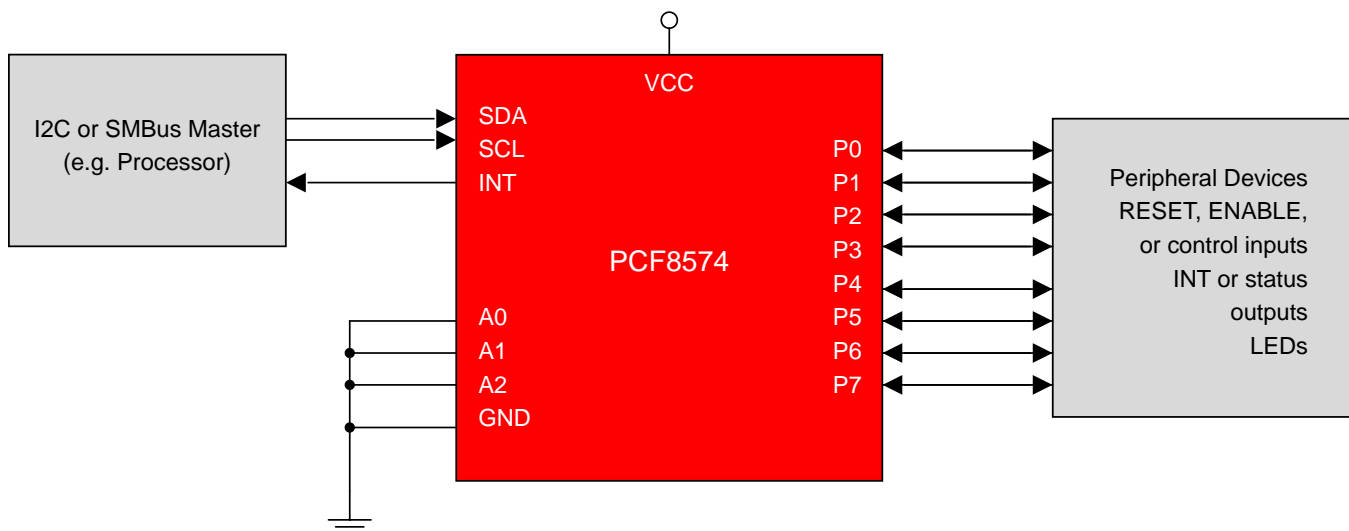 I2C or SMBus Master
(e.g. Processor)
VCC
SDA
SCL
INT
PCF8574
A0
A1
A2
GND
P0
P1
P2
P3
P4
P5
P6
P7
Peripheral Devices
RESET, ENABLE,
or control inputs
INT or status
outputs
LEDs